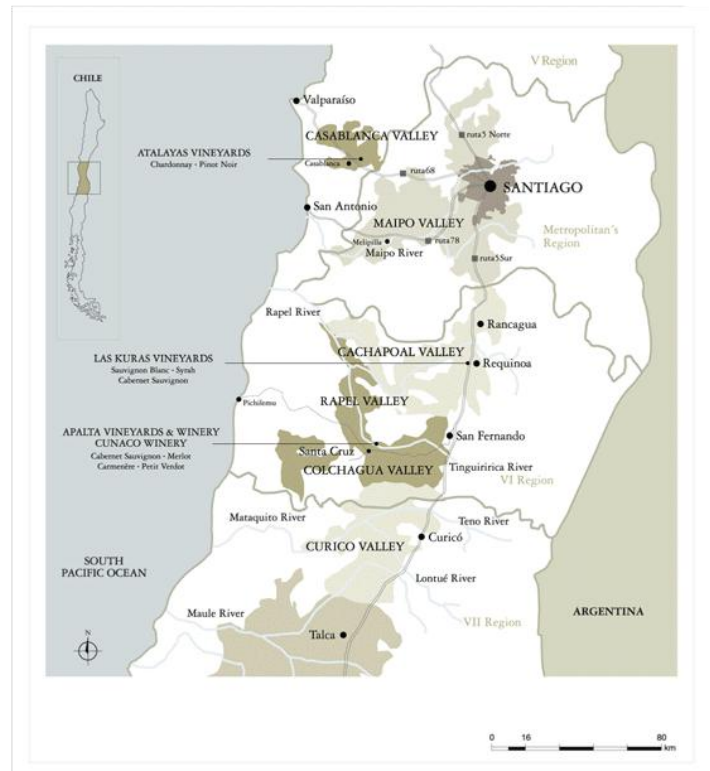 CHILE
V Region
Valparaíso
CASABLANCA VALLEY
ruta5 Norte
ATALAYAS VINEYARDS
Chardonnay - Pinot Noir
Casablanca
ruta68
SANTIAGO
San Antonio
MAIPO VALLEY
Metropolitan's
Region
Melipilla
ruta78
Maipo River
ruta5Sur
Rapel River
Rancagua
CACHAPOAL VALLEY
LAS KURAS VINEYARDS
Sauvignon Blanc - Syrah
Cabernet Sauvignon
Requinoa
RAPEL VALLEY
Pichilemu
APALTA VINEYARDS & WINERY
CUNACO WINERY
Cabernet Sauvignon - Merlot
Carmenère - Petit Verdot
San Fernando
Santa Cruz
COLCHAGUA VALLEY
Tinguiririca River
VI Region
Mataquito River
Teno River
CURICO VALLEY
Curicó
SOUTH
PACIFIC OCEAN
Lontué River
ARGENTINA
Maule River
VII Region
Talca
N
0 16 80
km